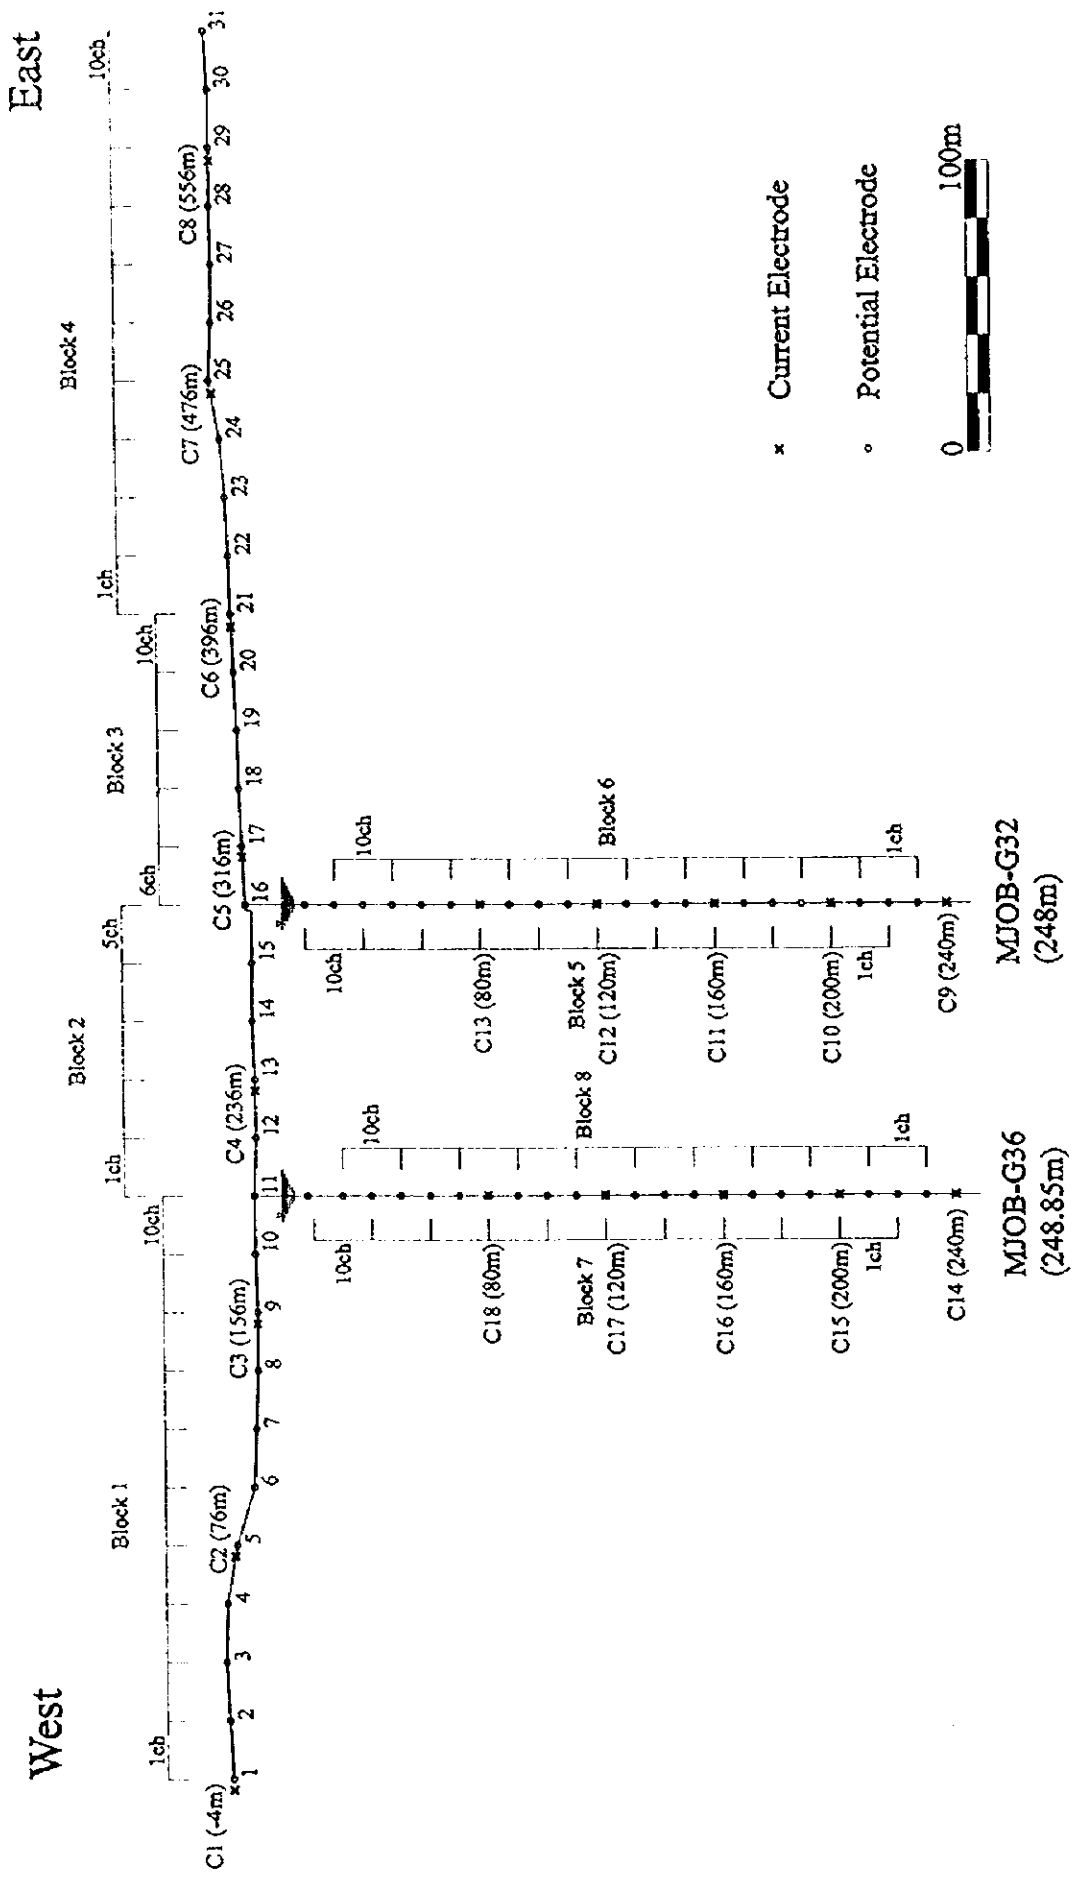 West
East
Block 1
Block 2
Block 3
Block 4
1ch
10ch
1ch
5ch
6ch
10ch
1ch
10ch
C1 (-4m)
C2 (76m)
C3 (156m)
C4 (236m)
C5 (316m)
C6 (396m)
C7 (476m)
C8 (556m)
1 2 3 4 5 6 7 8 9 10 11 12 13 14 15 16 17 18 19 20 21 22 23 24 25 26 27 28 29 30 31
10ch
C18 (80m)
Block 7
C17 (120m)
C16 (160m)
C15 (200m)
1ch
C14 (240m)
10ch
Block 8
1ch
MJOB-G36
(248.85m)
10ch
C13 (80m)
Block 5
C12 (120m)
C11 (160m)
C10 (200m)
1ch
C9 (240m)
10ch
Block 6
1ch
MJOB-G32
(248m)
x Current Electrode
o Potential Electrode
0 100m